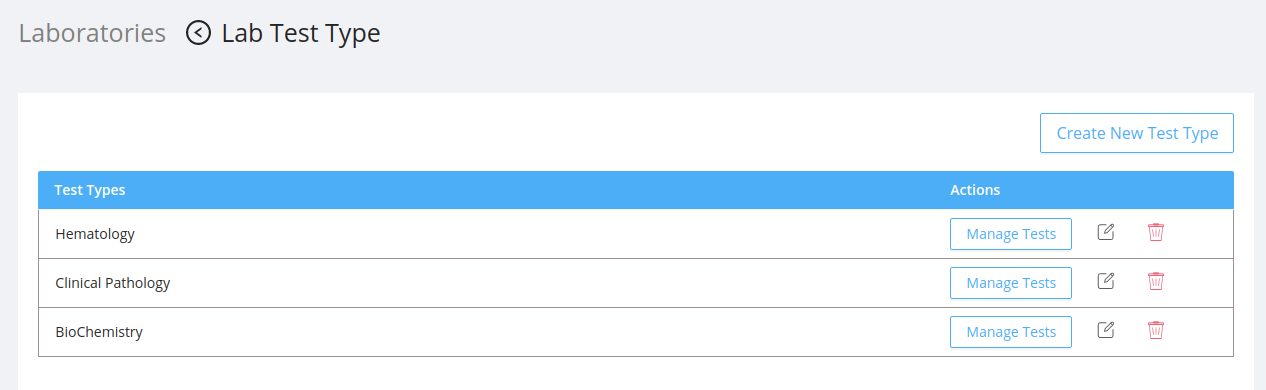 Laboratories Lab Test Type
Create New Test Type
Test Types Actions
Hematology Manage Tests
Clinical Pathology Manage Tests
BioChemistry Manage Tests